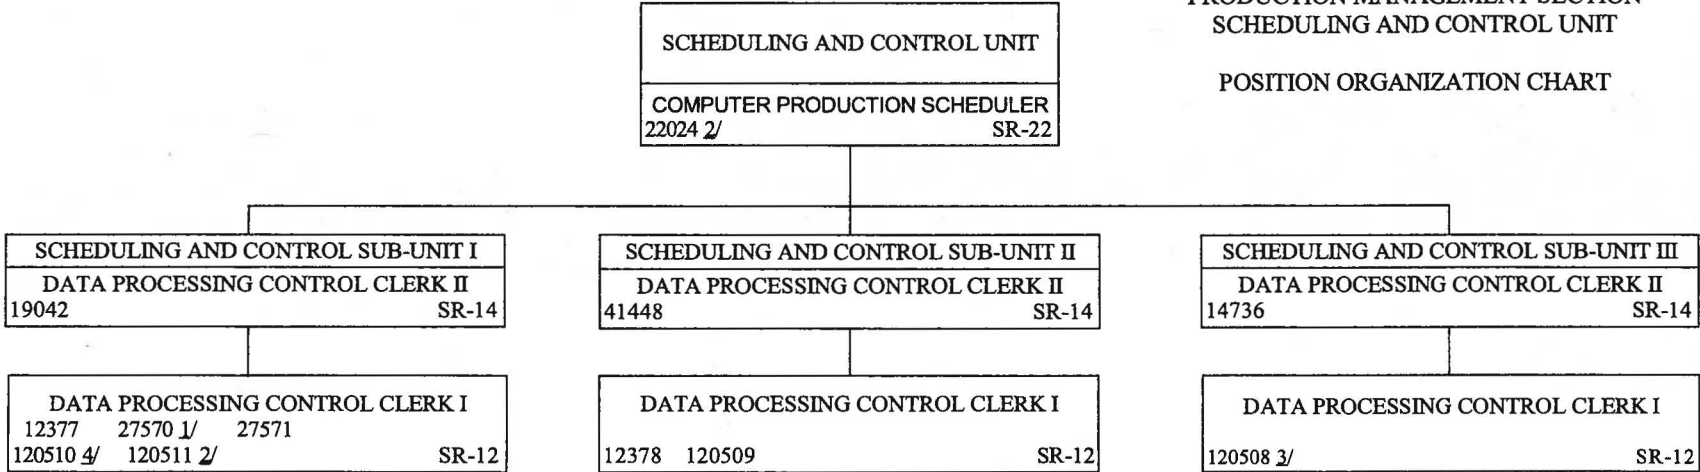 PRODUCTION MANAGEMENT SECTION
SCHEDULING AND CONTROL UNIT
POSITION ORGANIZATION CHART
SCHEDULING AND CONTROL UNIT
COMPUTER PRODUCTION SCHEDULER
22024 2/ SR-22
SCHEDULING AND CONTROL SUB-UNIT I
DATA PROCESSING CONTROL CLERK II
19042 SR-14
DATA PROCESSING CONTROL CLERK I
12377 27570 1/ 27571
120510 4/ 120511 2/ SR-12
SCHEDULING AND CONTROL SUB-UNIT II
DATA PROCESSING CONTROL CLERK II
41448 SR-14
DATA PROCESSING CONTROL CLERK I
12378 120509 SR-12
SCHEDULING AND CONTROL SUB-UNIT III
DATA PROCESSING CONTROL CLERK II
14736 SR-14
DATA PROCESSING CONTROL CLERK I
120508 3/ SR-12